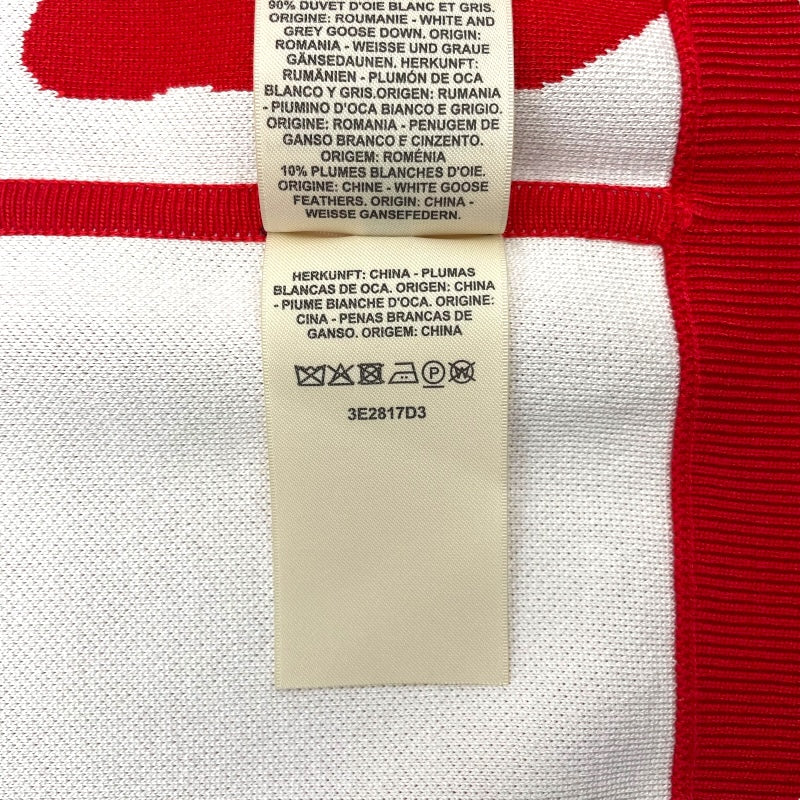 90% DUVET D'OIE BLANC ET GRIS.
ORIGINE: ROUMANIE - WHITE AND
GREY GOOSE DOWN. ORIGIN:
ROMANIA - WEISSE UND GRAUE
GÄNSEDAUNEN. HERKUNFT:
RUMÄNIEN - PLUMÓN DE OCA
BLANCO Y GRIS.ORIGEN: RUMANIA
- PIUMINO D'OCA BIANCO E GRIGIO.
ORIGINE: ROMANIA - PENUGEM DE
GANSO BRANCO E CINZENTO.
ORIGEM: ROMÉNIA
10% PLUMES BLANCHES D'OIE.
ORIGINE: CHINE - WHITE GOOSE
FEATHERS. ORIGIN: CHINA -
WEISSE GANSEFEDERN.
HERKUNFT: CHINA - PLUMAS
BLANCAS DE OCA. ORIGEN: CHINA
- PIUME BIANCHE D'OCA. ORIGINE:
CINA - PENAS BRANCAS DE
GANSO. ORIGEM: CHINA
P W
3E2817D3